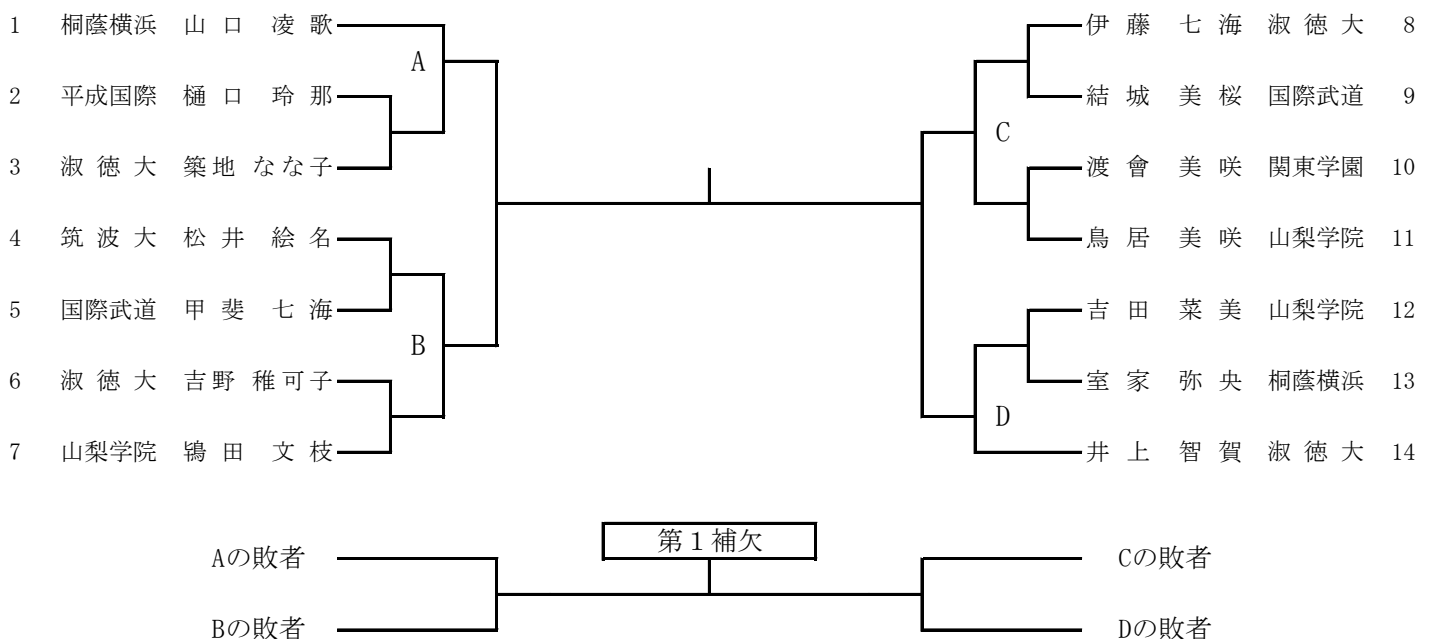 1 桐蔭横浜 山口 凌歌
A
2 平成国際 樋口 玲那
3 淑徳大 築地 なな子
4 筑波大 松井 絵名
5 国際武道 甲斐 七海
B
6 淑徳大 吉野 稚可子
7 山梨学院 鴇田 文枝
伊藤 七海 淑徳大 8
結城 美桜 国際武道 9
C
渡會 美咲 関東学園 10
鳥居 美咲 山梨学院 11
吉田 菜美 山梨学院 12
室家 弥央 桐蔭横浜 13
D
井上 智賀 淑徳大 14
第1補欠
Aの敗者
Bの敗者
Cの敗者
Dの敗者